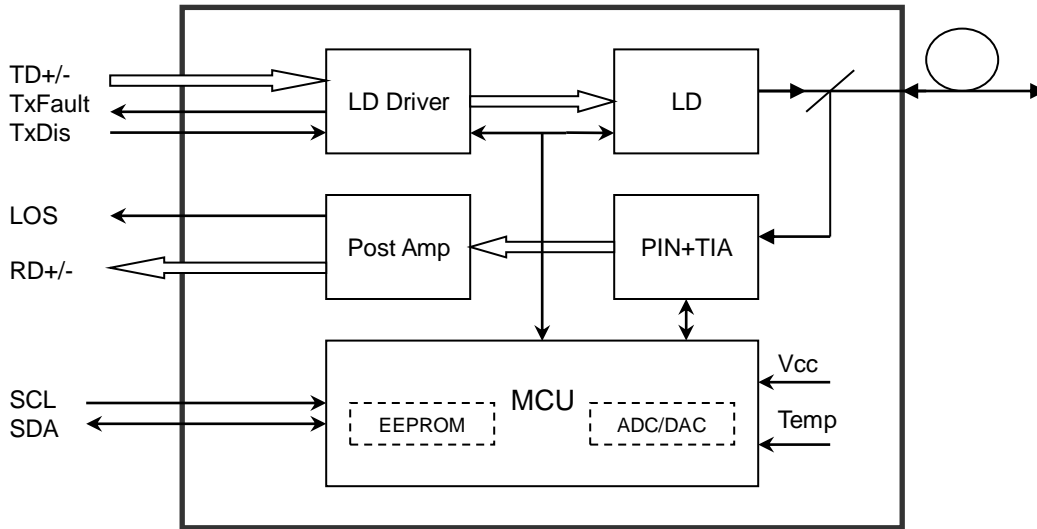 TD+/-
TxFault
TxDis
LD Driver
LD
LOS
RD+/-
Post Amp
PIN+TIA
SCL
SDA
MCU
EEPROM
ADC/DAC
Vcc
Temp